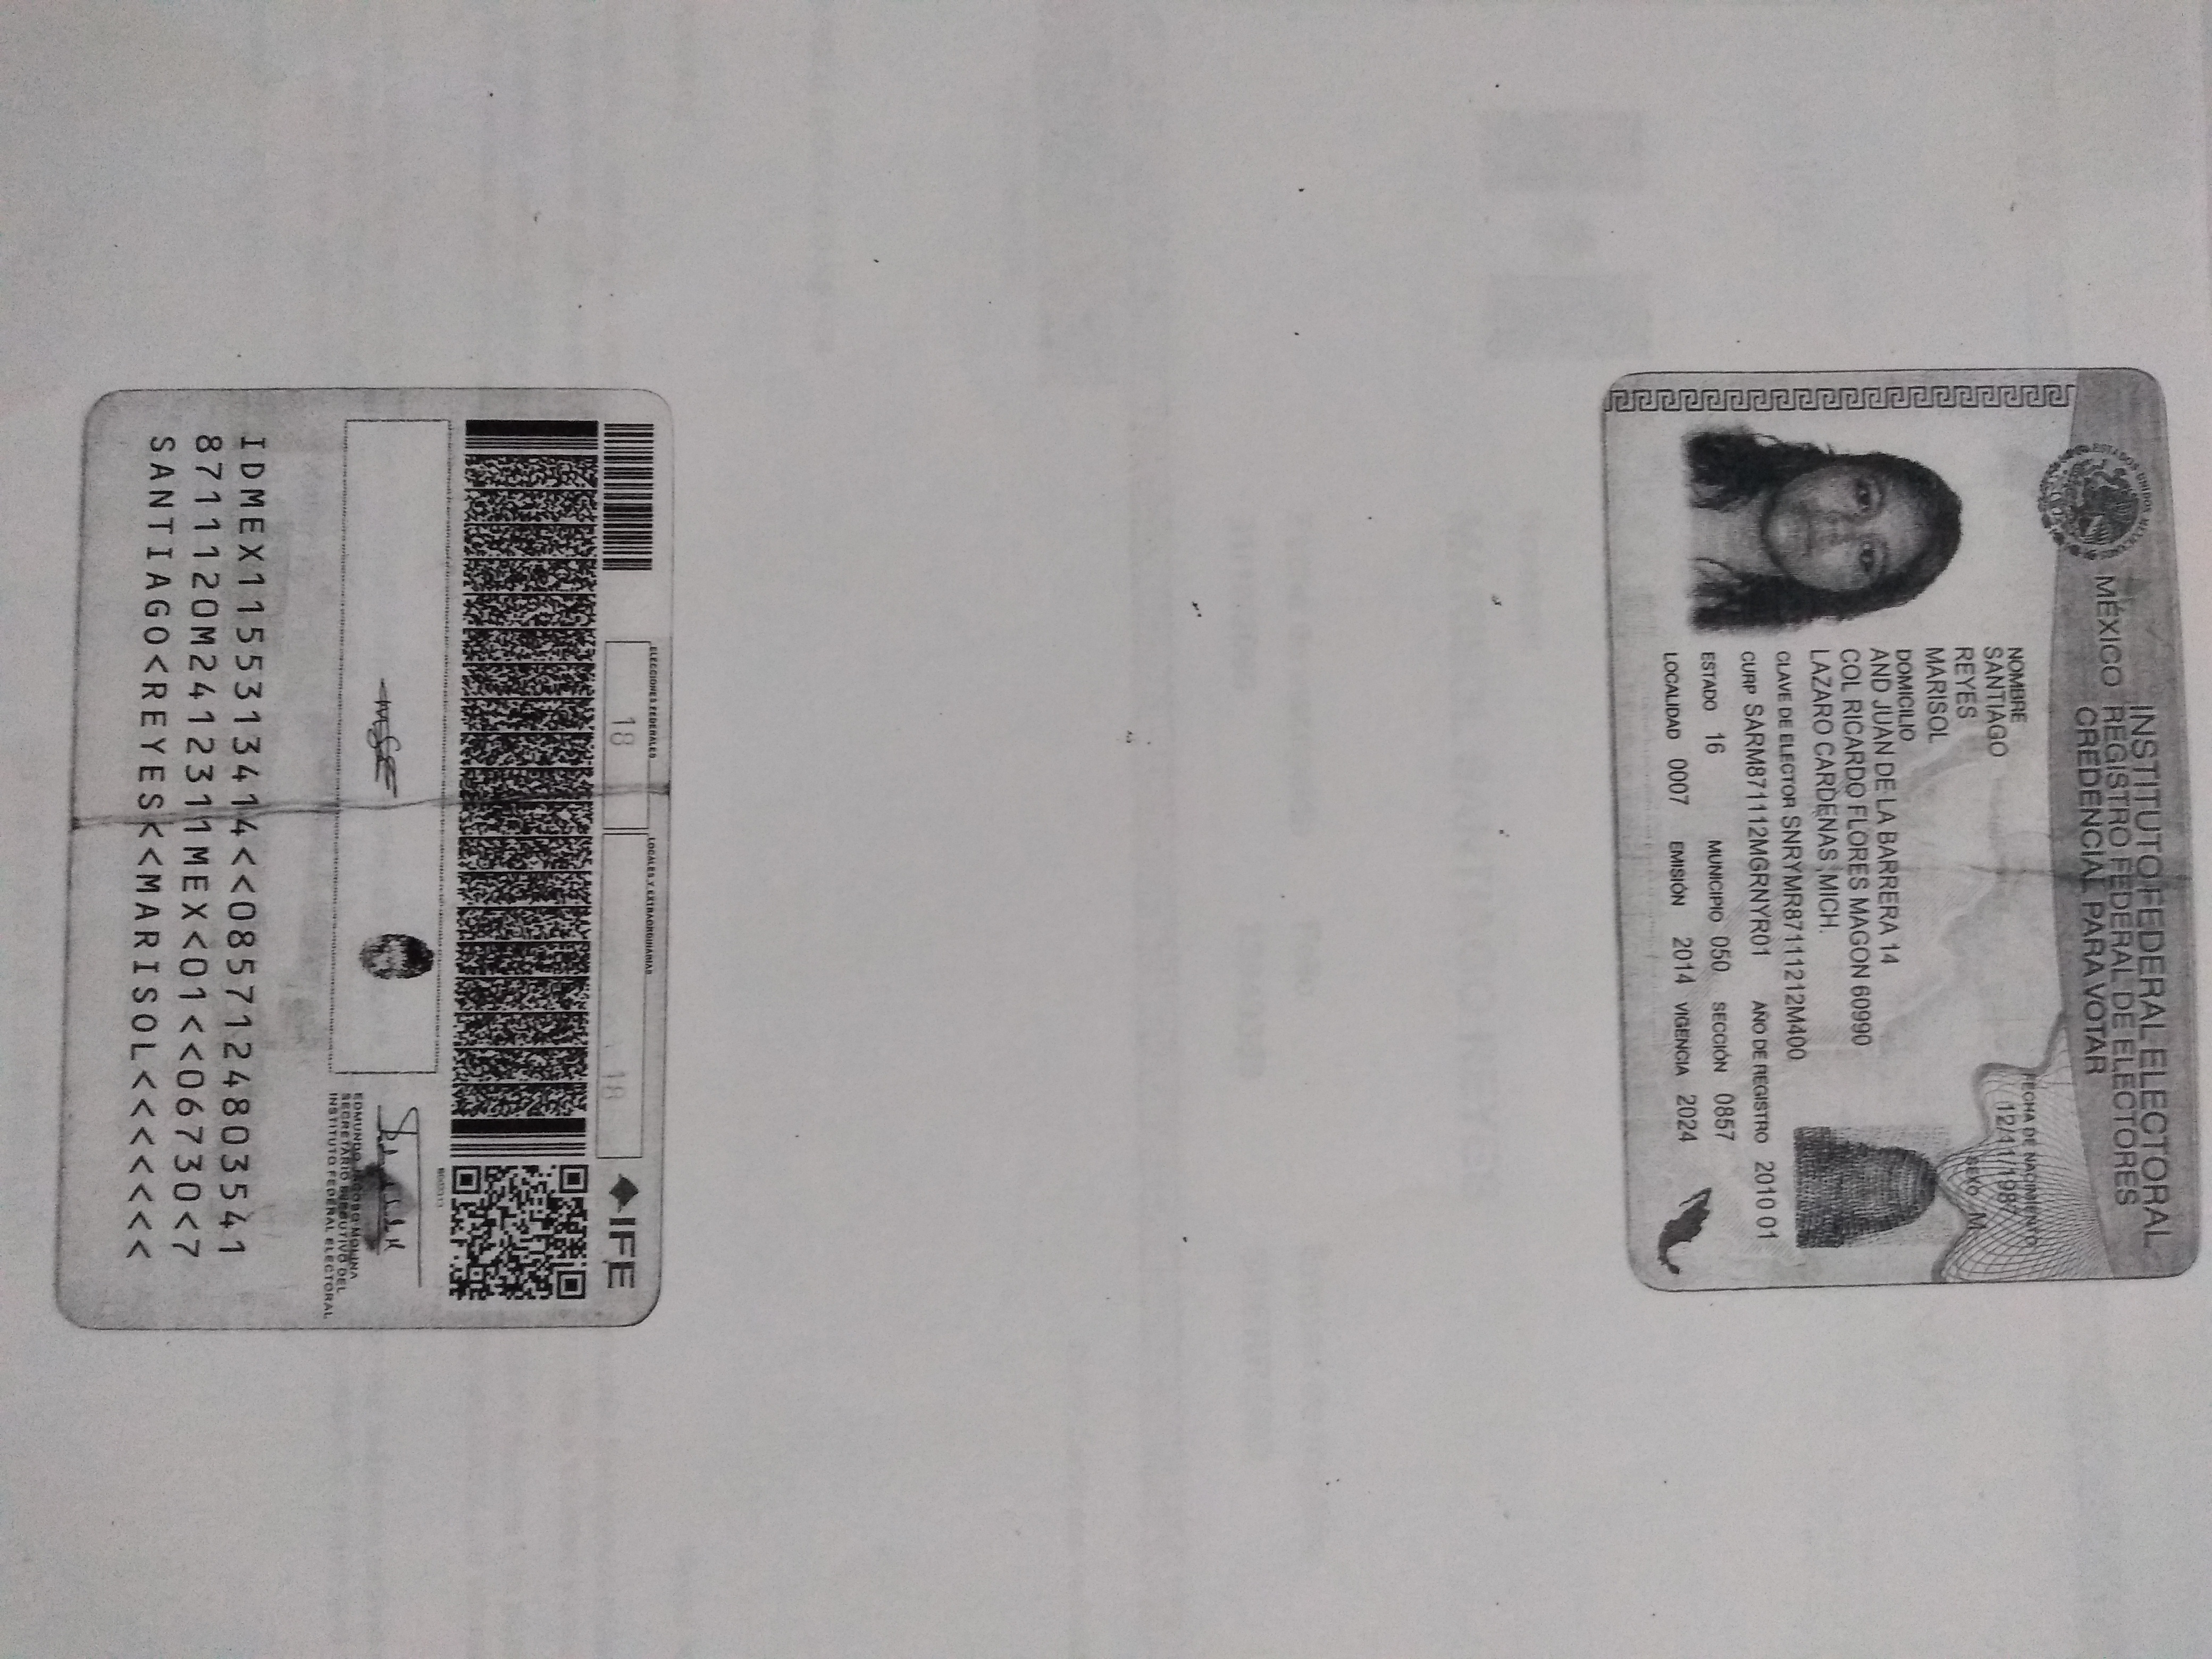 INSTITUTO FEDERAL ELECTORAL
MÉXICO REGISTRO FEDERAL DE ELECTORES
CREDENCIAL PARA VOTAR
NOMBRE
SANTIAGO
REYES
MARISOL
FECHA DE NACIMIENTO
12/11/1987
SEXO M
DOMICILIO
AND JUAN DE LA BARRERA 14
COL RICARDO FLORES MAGON 60990
LAZARO CARDENAS, MICH.
CLAVE DE ELECTOR SNRYMR87111212M400
CURP SARM871112MGRNYR01 AÑO DE REGISTRO 2010 01
ESTADO 16 MUNICIPIO 050 SECCIÓN 0857
LOCALIDAD 0007 EMISIÓN 2014 VIGENCIA 2024
ELECCIONES FEDERALES LOCALES Y EXTRAORDINARIAS
IFE
18 18
EDMUNDO JACOBO MOLINA
SECRETARIO EJECUTIVO DEL
INSTITUTO FEDERAL ELECTORAL
IDMEX1155313414<<0857124803541
8711120M2412311MEX<01<<06730<7
SANTIAGO<REYES<<MARISOL<<<<<<<